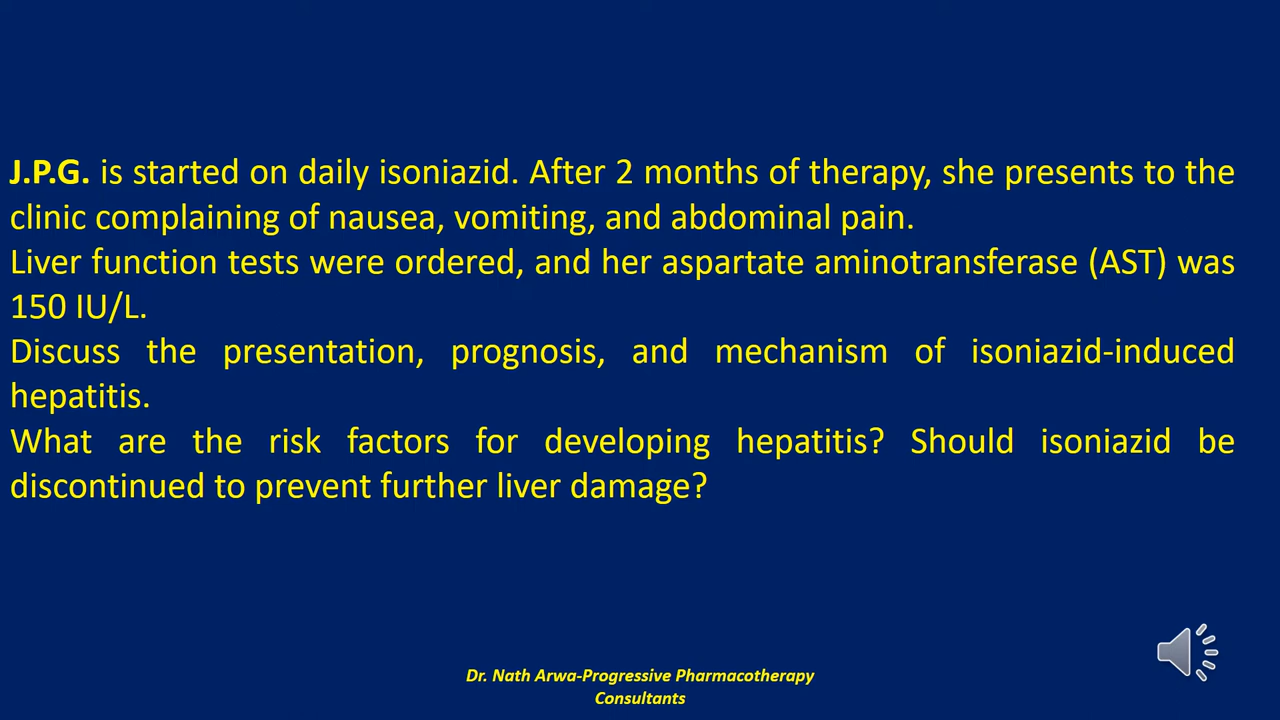 J.P.G. is started on daily isoniazid. After 2 months of therapy, she presents to the
clinic complaining of nausea, vomiting, and abdominal pain.
Liver function tests were ordered, and her aspartate aminotransferase (AST) was
150 IU/L.
Discuss the presentation, prognosis, and mechanism of isoniazid-induced
hepatitis.
What are the risk factors for developing hepatitis? Should isoniazid be
discontinued to prevent further liver damage?
Dr. Nath Arwa-Progressive Pharmacotherapy
Consultants